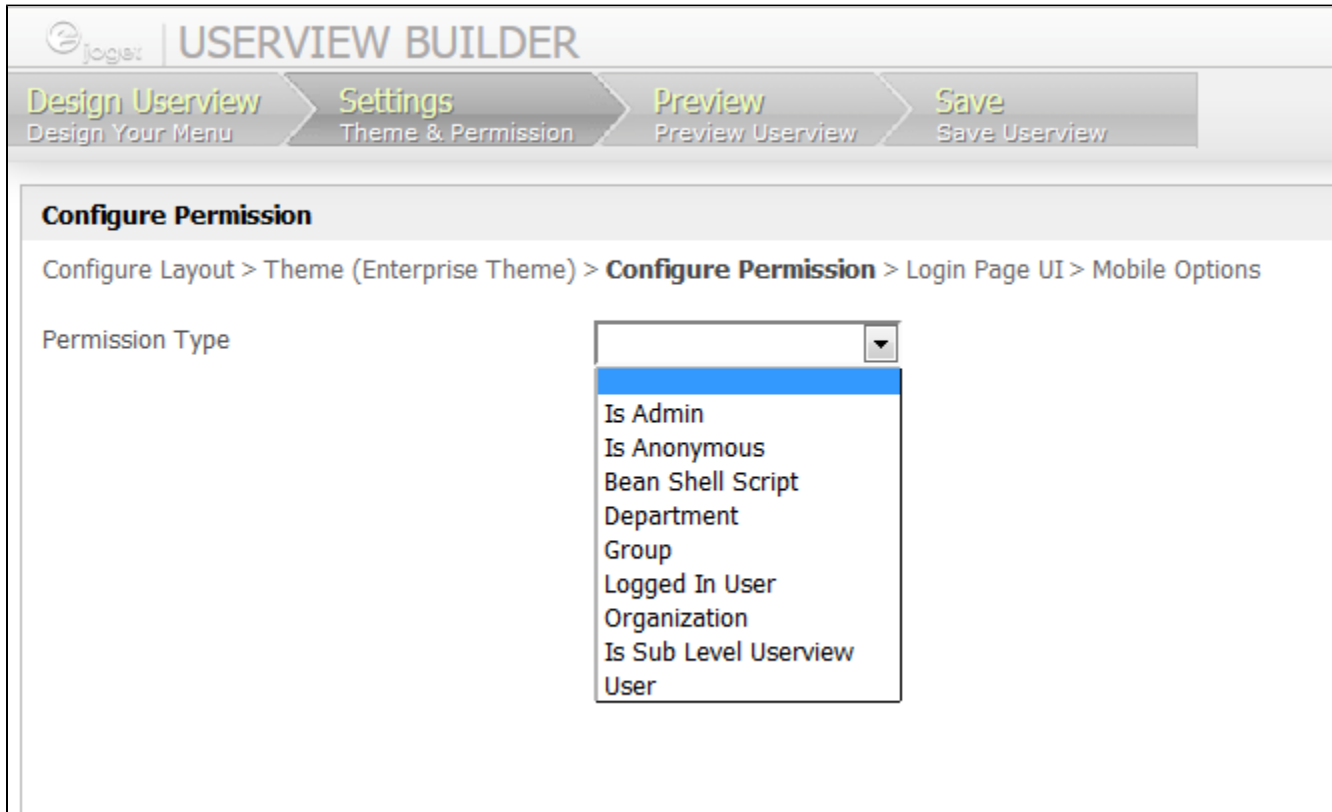 joget | USERVIEW BUILDER
Design Userview Settings Preview Save
Design Your Menu Theme & Permission Preview Userview Save Userview
Configure Permission
Configure Layout > Theme (Enterprise Theme) > Configure Permission > Login Page UI > Mobile Options
Permission Type
Is Admin
Is Anonymous
Bean Shell Script
Department
Group
Logged In User
Organization
Is Sub Level Userview
User